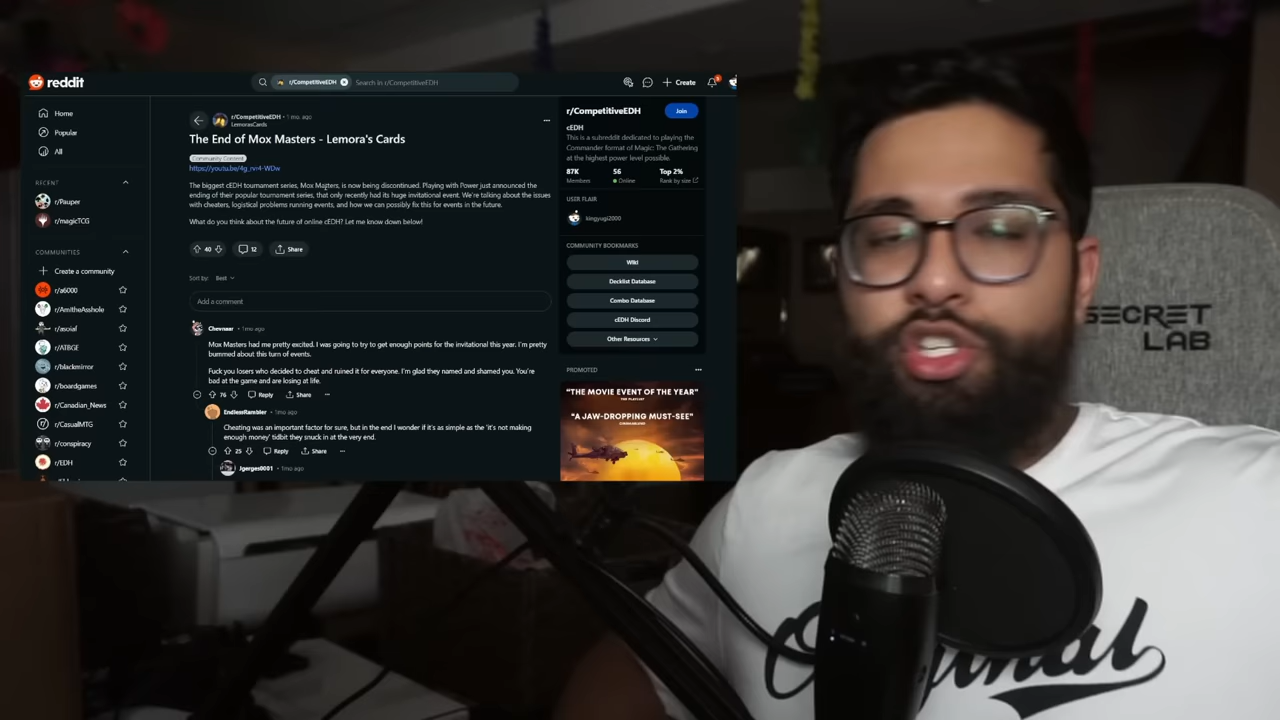 reddit
r/CompetitiveEDH
Search in r/CompetitiveEDH
Create
Home
Popular
All
RECENT
r/Pauper
r/magicTCG
COMMUNITIES
Create a community
r/a6000
r/AmItheAsshole
r/asoiaf
r/ATBGE
r/blackmirror
r/boardgames
r/Canadian_News
r/CasualMTG
r/conspiracy
r/EDH
r/CompetitiveEDH • 1 mo. ago
LemorasCards
The End of Mox Masters - Lemora's Cards
Community Content
The biggest cEDH tournament series, Mox Masters, is now being discontinued. Playing with Power just announced the
ending of their popular tournament series, that only recently had its huge invitational event. We're talking about the issues
with cheaters, logistical problems running events, and how we can possibly fix this for events in the future.
What do you think about the future of online cEDH? Let me know down below!
40
12
Share
Sort by: Best
Add a comment
Chevnaar • 1mo ago
Mox Masters had me pretty excited. I was going to try to get enough points for the invitational this year. I'm pretty
bummed about this turn of events.
Fuck you losers who decided to cheat and ruined it for everyone. I'm glad they named and shamed you. You're
bad at the game and are losing at life.
76
Reply
Share
EndlessRambler • 1mo ago
Cheating was an important factor for sure, but in the end I wonder if it's as simple as the 'it's not making
enough money' tidbit they snuck in at the very end.
25
Reply
Share
Jgerges0001 • 1mo ago
r/CompetitiveEDH
Join
cEDH
This is a subreddit dedicated to playing the
Commander format of Magic: The Gathering
at the highest power level possible.
87K
56
Top 2%
Members
Online
Rank by size
USER FLAIR
kingyugi2000
COMMUNITY BOOKMARKS
Wiki
Decklist Database
Combo Database
cEDH Discord
Other Resources
PROMOTED
"THE MOVIE EVENT OF THE YEAR"
"A JAW-DROPPING MUST-SEE"
SECRET
LAB
Original